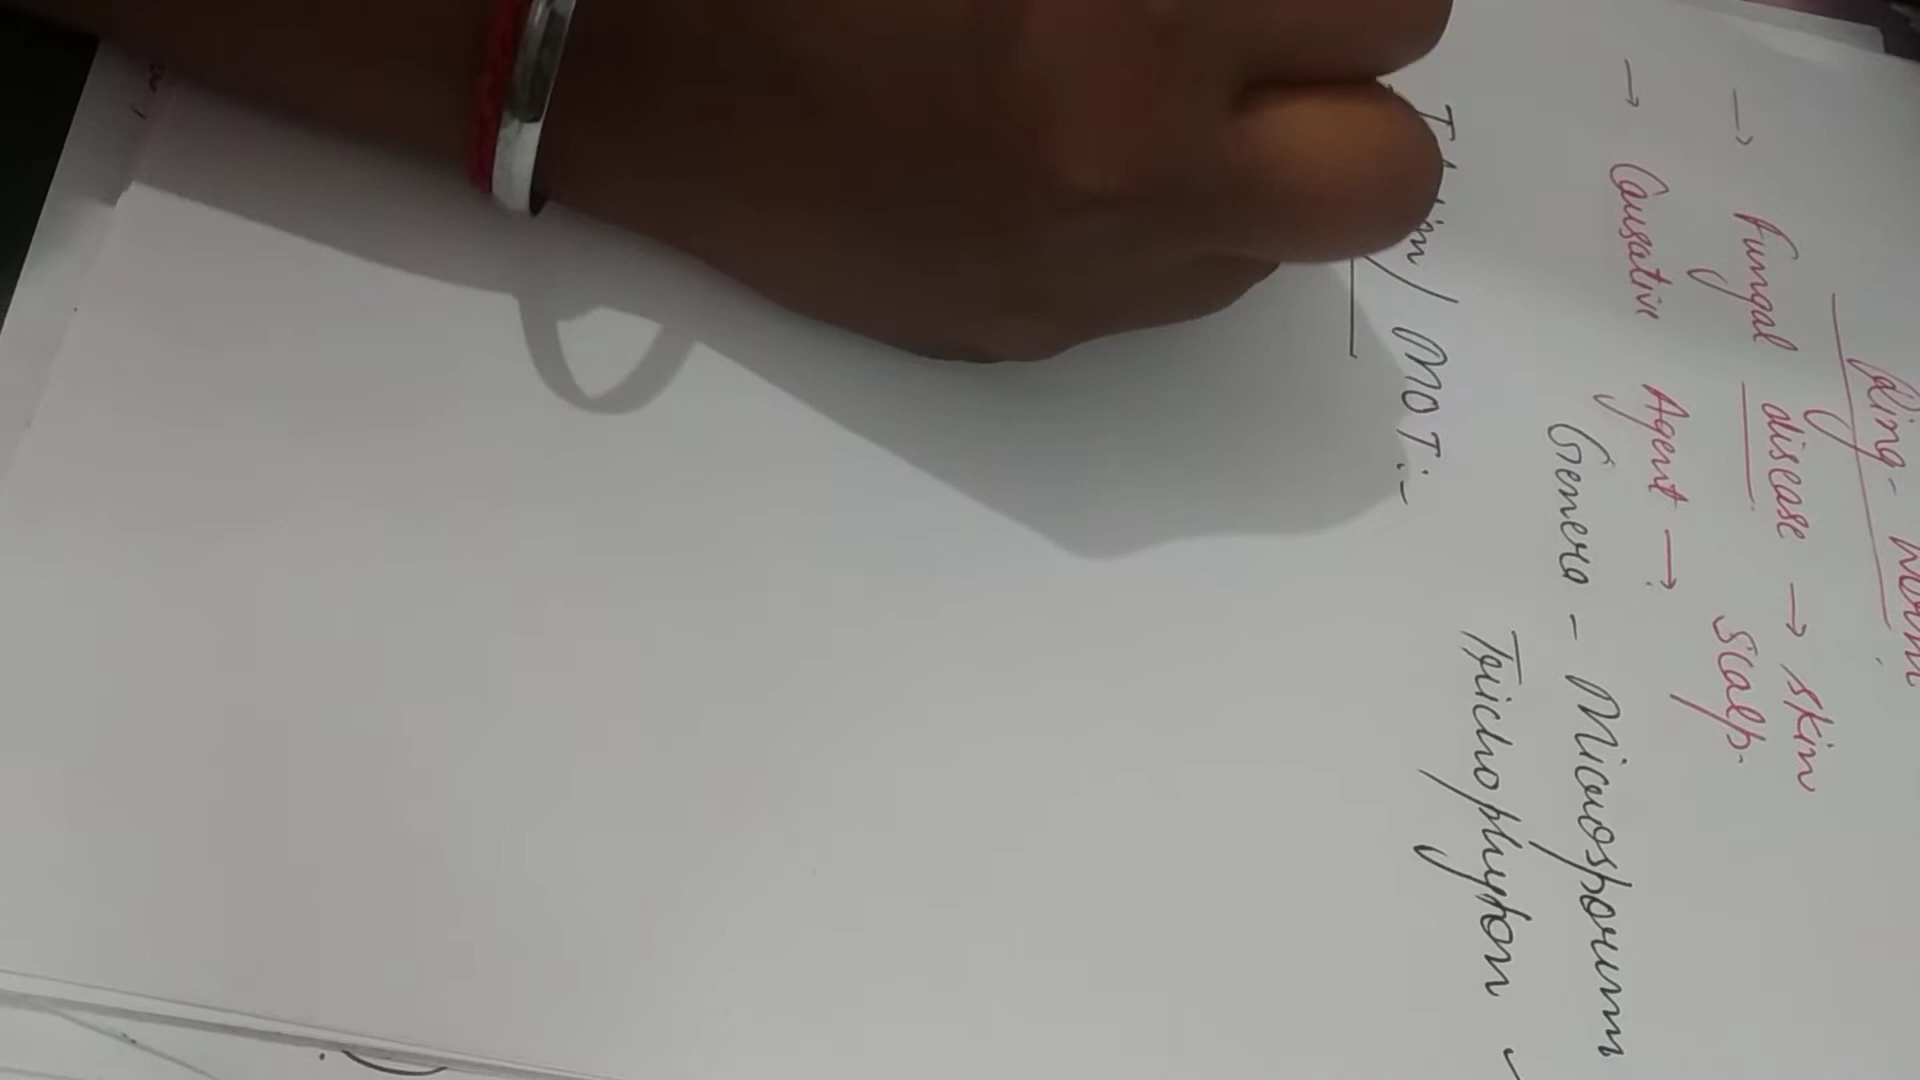 Ring-worm
→ Fungal disease → skin
scalp.
→ Causative Agent →
Genera - Microsporum
Trichophyton
/ MOT:-